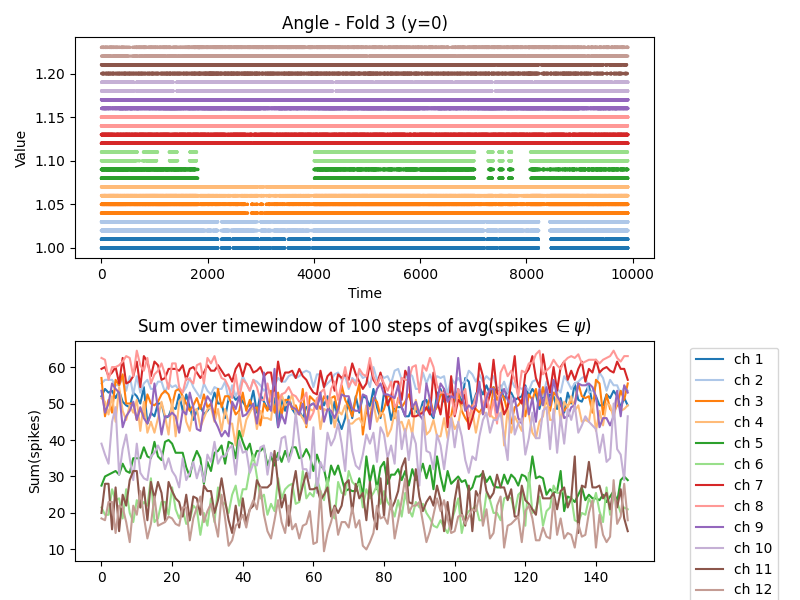 Angle - Fold 3 (y=0)
Value
1.20
1.15
1.10
1.05
1.00
0 2000 4000 6000 8000 10000
Time
Sum over timewindow of 100 steps of avg(spikes ∈ ψ)
Sum(spikes)
60
50
40
30
20
10
0 20 40 60 80 100 120 140
ch 1
ch 2
ch 3
ch 4
ch 5
ch 6
ch 7
ch 8
ch 9
ch 10
ch 11
ch 12